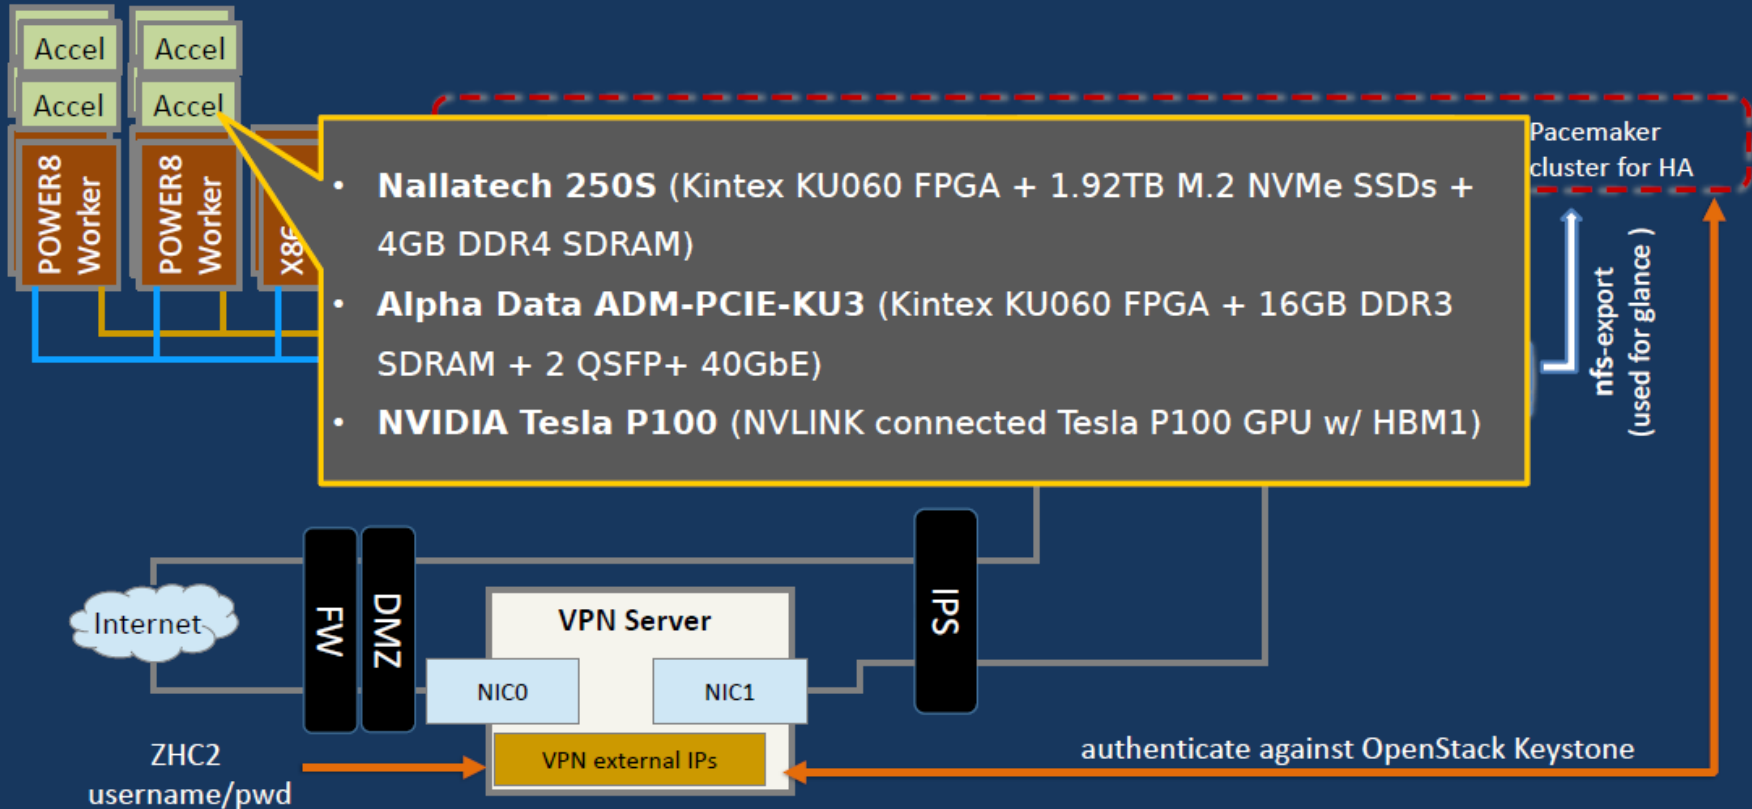 Accel
Accel
Accel
Accel
POWER8
Worker
POWER8
Worker
X86
Pacemaker
cluster for HA
• Nallatech 250S (Kintex KU060 FPGA + 1.92TB M.2 NVMe SSDs +
4GB DDR4 SDRAM)
• Alpha Data ADM-PCIE-KU3 (Kintex KU060 FPGA + 16GB DDR3
SDRAM + 2 QSFP+ 40GbE)
• NVIDIA Tesla P100 (NVLINK connected Tesla P100 GPU w/ HBM1)
nfs-export
(used for glance )
Internet
FW
DMZ
VPN Server
NIC0
NIC1
VPN external IPs
IPS
ZHC2
username/pwd
authenticate against OpenStack Keystone